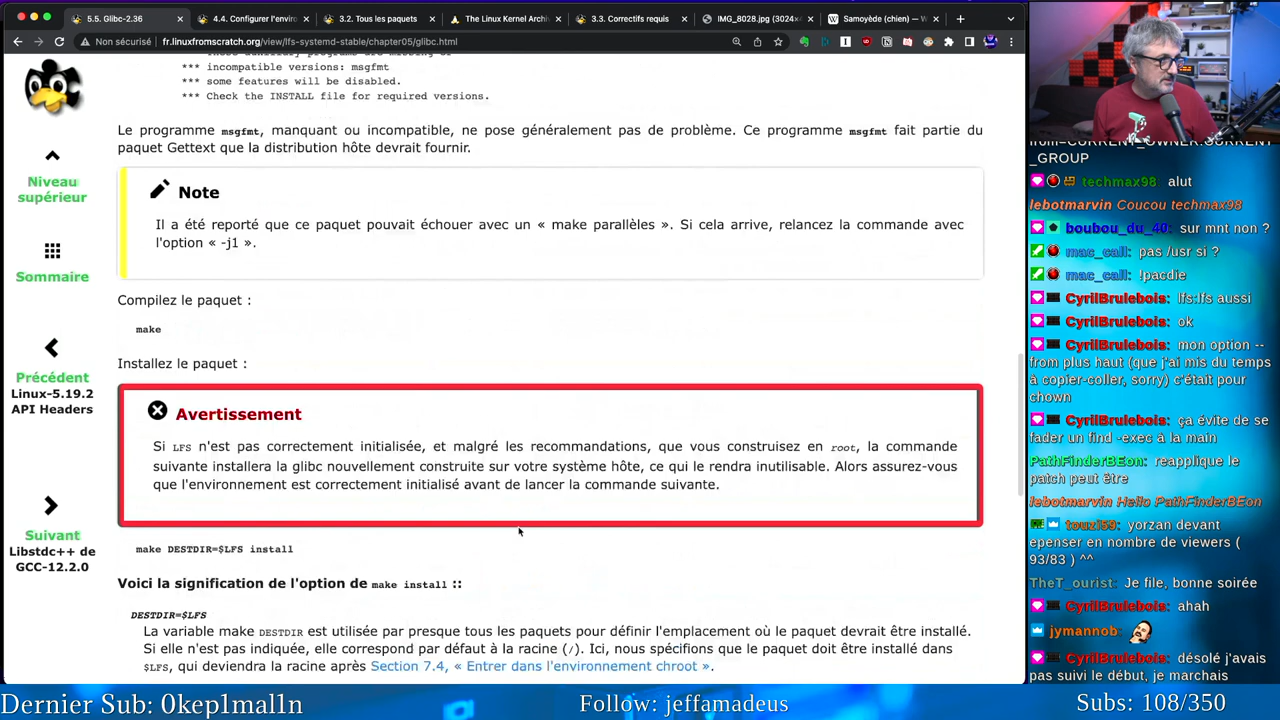 5.5. Glibc-2.36
4.4. Configurer l'enviro
3.2. Tous les paquets
The Linux Kernel Archi
3.3. Correctifs requis
IMG_8028.jpg (3024×4
Samoyède (chien) — W
Non sécurisé
fr.linuxfromscratch.org/view/lfs-systemd-stable/chapter05/glibc.html
*** incompatible versions: msgfmt
*** some features will be disabled.
*** Check the INSTALL file for required versions.
Le programme msgfmt, manquant ou incompatible, ne pose généralement pas de problème. Ce programme msgfmt fait partie du
paquet Gettext que la distribution hôte devrait fournir.
Note
Il a été reporté que ce paquet pouvait échouer avec un « make parallèles ». Si cela arrive, relancez la commande avec
l'option « -j1 ».
Compilez le paquet :
make
Installez le paquet :
Avertissement
Si LFS n'est pas correctement initialisée, et malgré les recommandations, que vous construisez en root, la commande
suivante installera la glibc nouvellement construite sur votre système hôte, ce qui le rendra inutilisable. Alors assurez-vous
que l'environnement est correctement initialisé avant de lancer la commande suivante.
make DESTDIR=$LFS install
Voici la signification de l'option de make install ::
DESTDIR=$LFS
La variable make DESTDIR est utilisée par presque tous les paquets pour définir l'emplacement où le paquet devrait être installé.
Si elle n'est pas indiquée, elle correspond par défaut à la racine (/). Ici, nous spécifions que le paquet doit être installé dans
$LFS, qui deviendra la racine après Section 7.4, « Entrer dans l'environnement chroot ».
Niveau
supérieur
Sommaire
Précédent
Linux-5.19.2
API Headers
Suivant
Libstdc++ de
GCC-12.2.0
from=CURRENT_OWNER:CURRENT
_GROUP
techmax98: alut
lebotmarvin Coucou techmax98
boubou_du_40: sur mnt non ?
mac_call: pas /usr si ?
mac_call: !pacdie
CyrilBrulebois: lfs:lfs aussi
CyrilBrulebois: ok
CyrilBrulebois: mon option --
from plus haut (que j'ai mis du temps
à copier-coller, sorry) c'était pour
chown
CyrilBrulebois: ça évite de se
fader un find -exec à la main
PathFinderBEon: reapplique le
patch peut être
lebotmarvin Hello PathFinderBEon
touzi59: yorzan devant
epenser en nombre de viewers (
93/83 ) ^^
TheT_ourist: Je file, bonne soirée
CyrilBrulebois: ahah
jymannob:
CyrilBrulebois: désolé j'avais
pas suivi le début, je marchais
Dernier Sub: 0kep1mal1n
Follow: jeffamadeus
Subs: 108/350